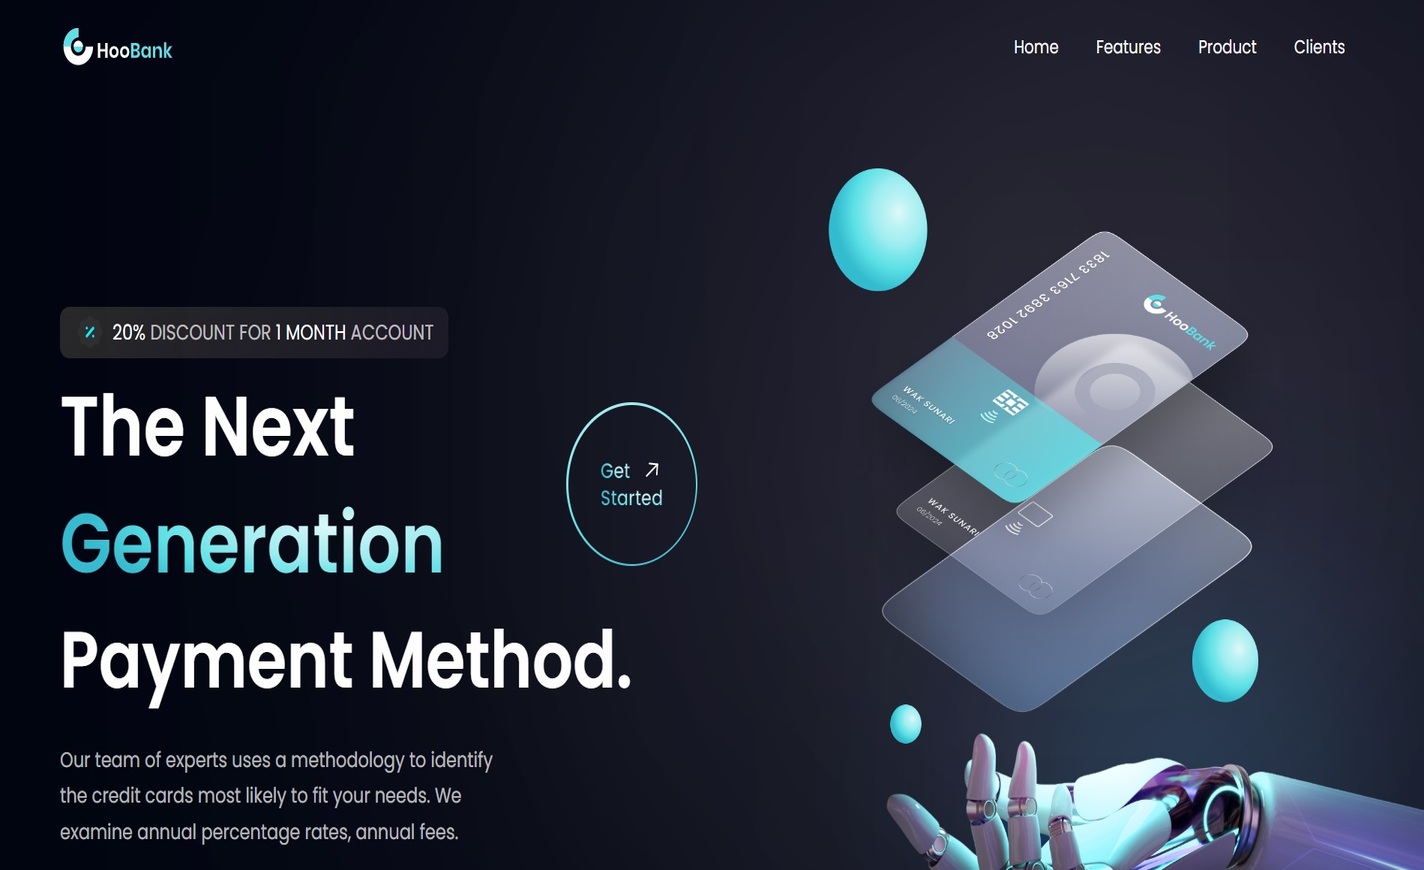 HooBank
Home
Features
Product
Clients
20% DISCOUNT FOR 1 MONTH ACCOUNT
The Next
Generation
Payment Method.
Get
Started
Our team of experts uses a methodology to identify
the credit cards most likely to fit your needs. We
examine annual percentage rates, annual fees.
1833 7163 3892 1028
HooBank
WAK SUNARI
06/2024
WAK SUNARI
06/2024